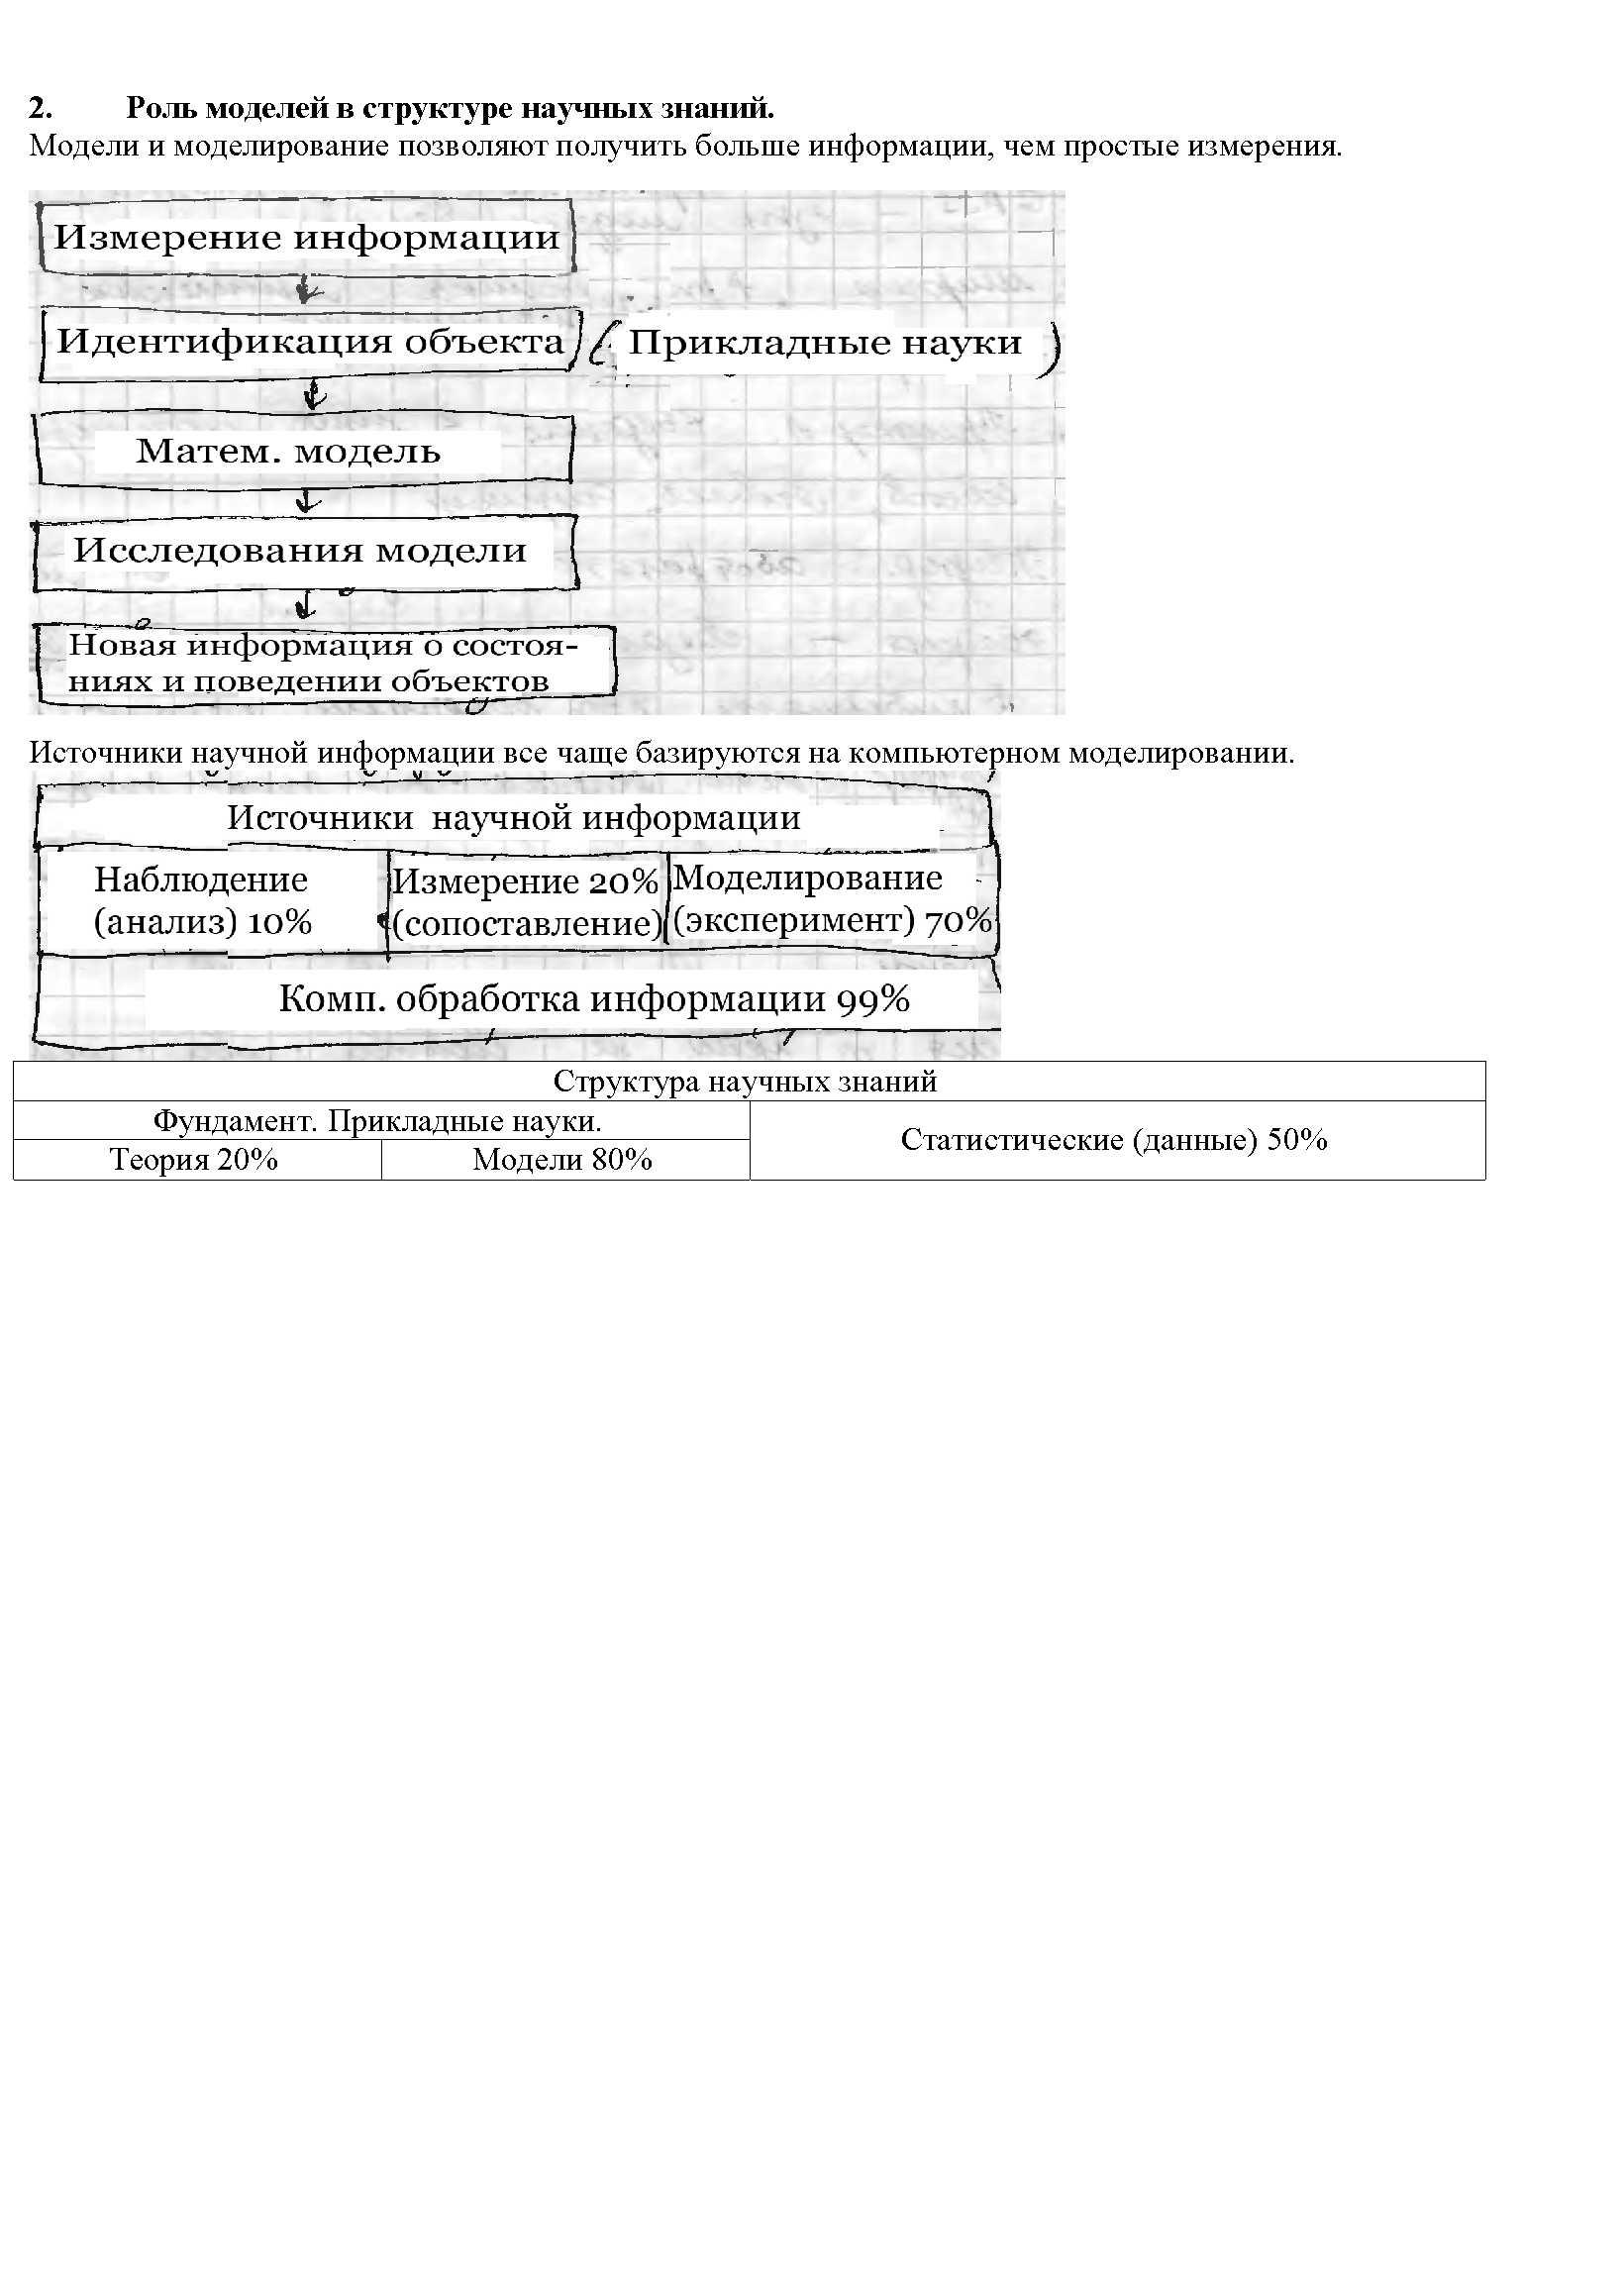 2. Роль моделей в структуре научных знаний.
Модели и моделирование позволяют получить больше информации, чем простые измерения.
Измерение информации
Идентификация объекта ( Прикладные науки )
Матем. модель
Исследования модели
Новая информация о состоя-
ниях и поведении объектов
Источники научной информации все чаще базируются на компьютерном моделировании.
Источники научной информации
Наблюдение
(анализ) 10%
Измерение 20%
(сопоставление)
Моделирование
(эксперимент) 70%
Комп. обработка информации 99%
Структура научных знаний
Фундамент. Прикладные науки.
Теория 20%
Модели 80%
Статистические (данные) 50%